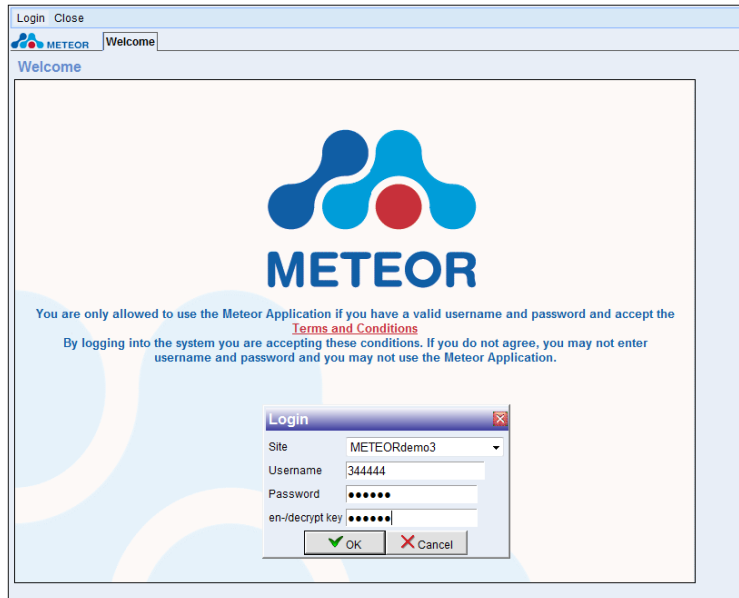 Login Close
METEOR Welcome
Welcome
METEOR
You are only allowed to use the Meteor Application if you have a valid username and password and accept the
Terms and Conditions
By logging into the system you are accepting these conditions. If you do not agree, you may not enter
username and password and you may not use the Meteor Application.
Login
Site METEORdemo3
Username 344444
Password ●●●●●●
en-/decrypt key ●●●●●●
OK Cancel